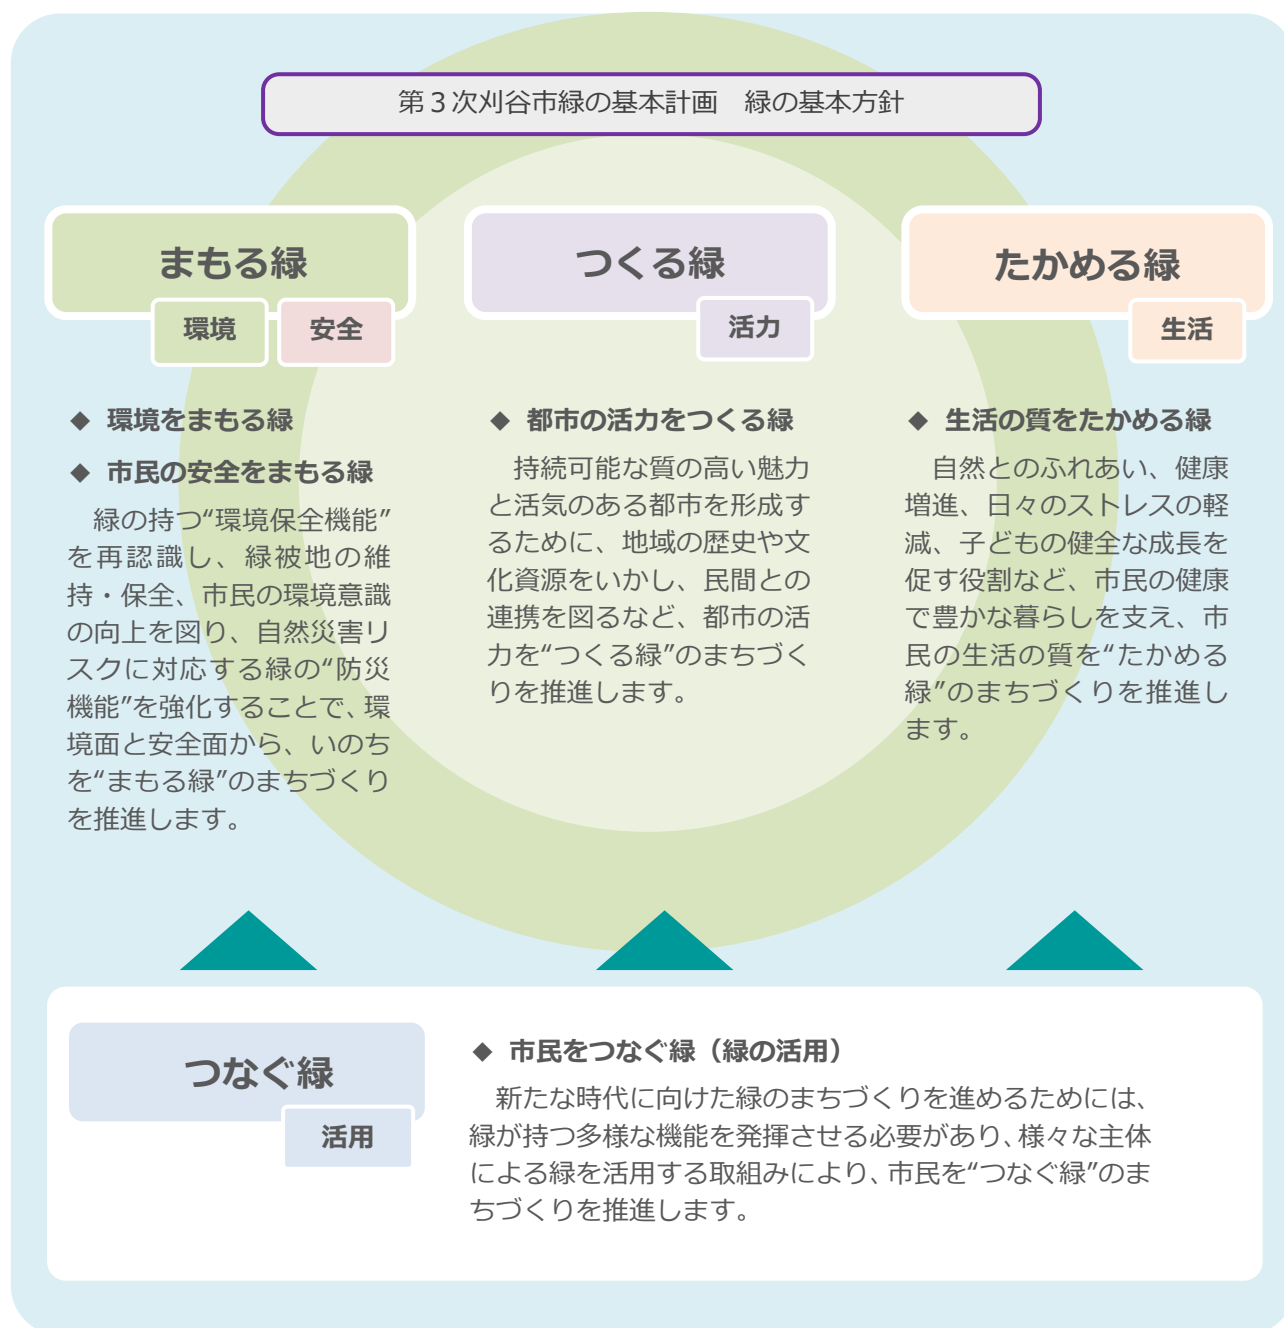 第３次刈谷市緑の基本計画　緑の基本方針
まもる緑
環境
安全
◆ 環境をまもる緑
◆ 市民の安全をまもる緑
　緑の持つ“環境保全機能”
を再認識し、緑被地の維
持・保全、市民の環境意識
の向上を図り、自然災害リ
スクに対応する緑の“防災
機能”を強化することで、環
境面と安全面から、いのち
を“まもる緑”のまちづくり
を推進します。
つくる緑
活力
◆ 都市の活力をつくる緑
　持続可能な質の高い魅力
と活気のある都市を形成す
るために、地域の歴史や文
化資源をいかし、民間との
連携を図るなど、都市の活
力を“つくる緑”のまちづく
りを推進します。
たかめる緑
生活
◆ 生活の質をたかめる緑
　自然とのふれあい、健康
増進、日々のストレスの軽
減、子どもの健全な成長を
促す役割など、市民の健康
で豊かな暮らしを支え、市
民の生活の質を“たかめる
緑”のまちづくりを推進し
ます。
つなぐ緑
活用
◆ 市民をつなぐ緑（緑の活用）
　新たな時代に向けた緑のまちづくりを進めるためには、
緑が持つ多様な機能を発揮させる必要があり、様々な主体
による緑を活用する取組みにより、市民を“つなぐ緑”のま
ちづくりを推進します。